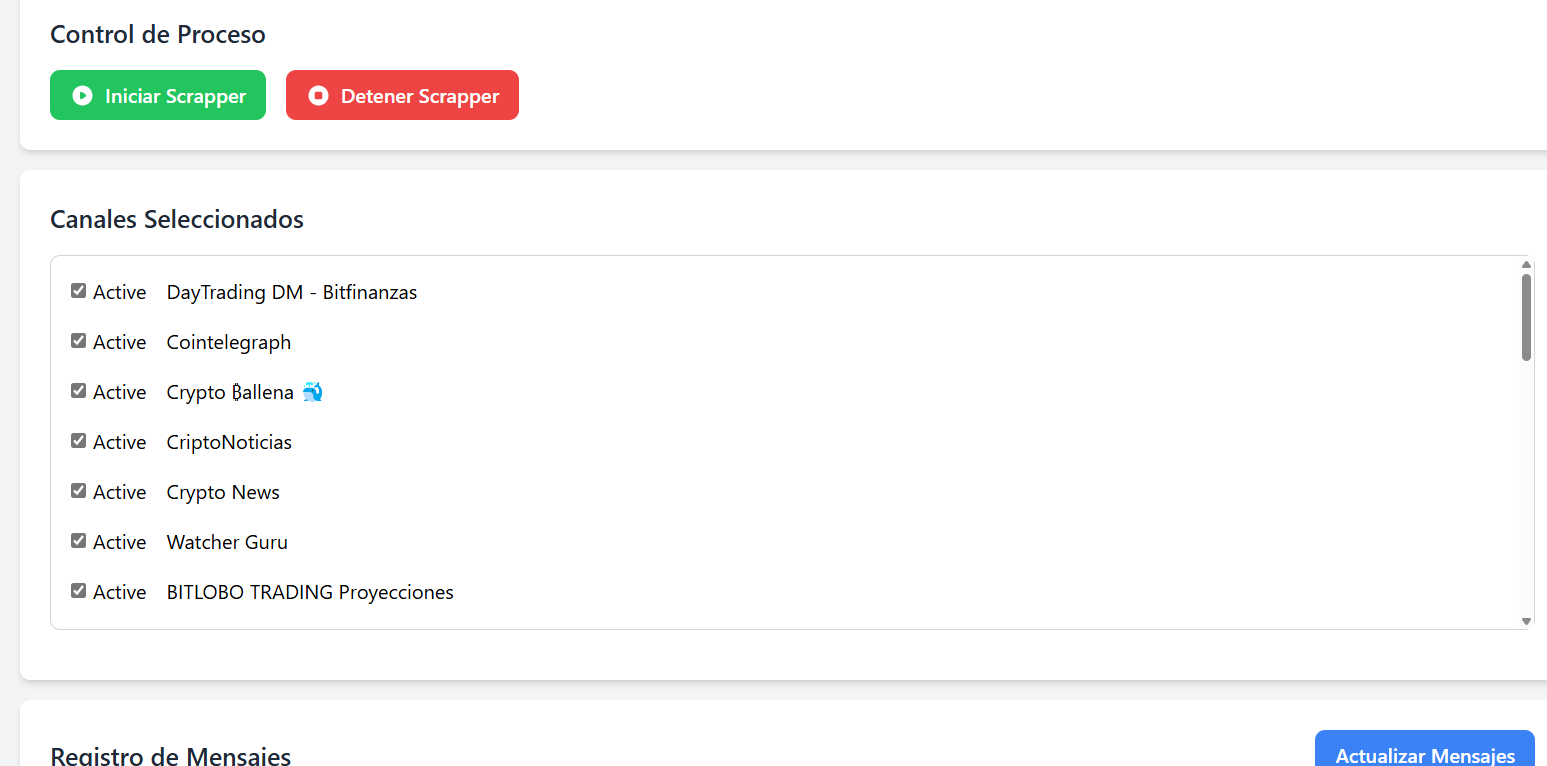 Control de Proceso
Iniciar Scrapper
Detener Scrapper
Canales Seleccionados
Active DayTrading DM - Bitfinanzas
Active Cointelegraph
Active Crypto ₿allena 🐳
Active CriptoNoticias
Active Crypto News
Active Watcher Guru
Active BITLOBO TRADING Proyecciones
Registro de Mensajes
Actualizar Mensajes